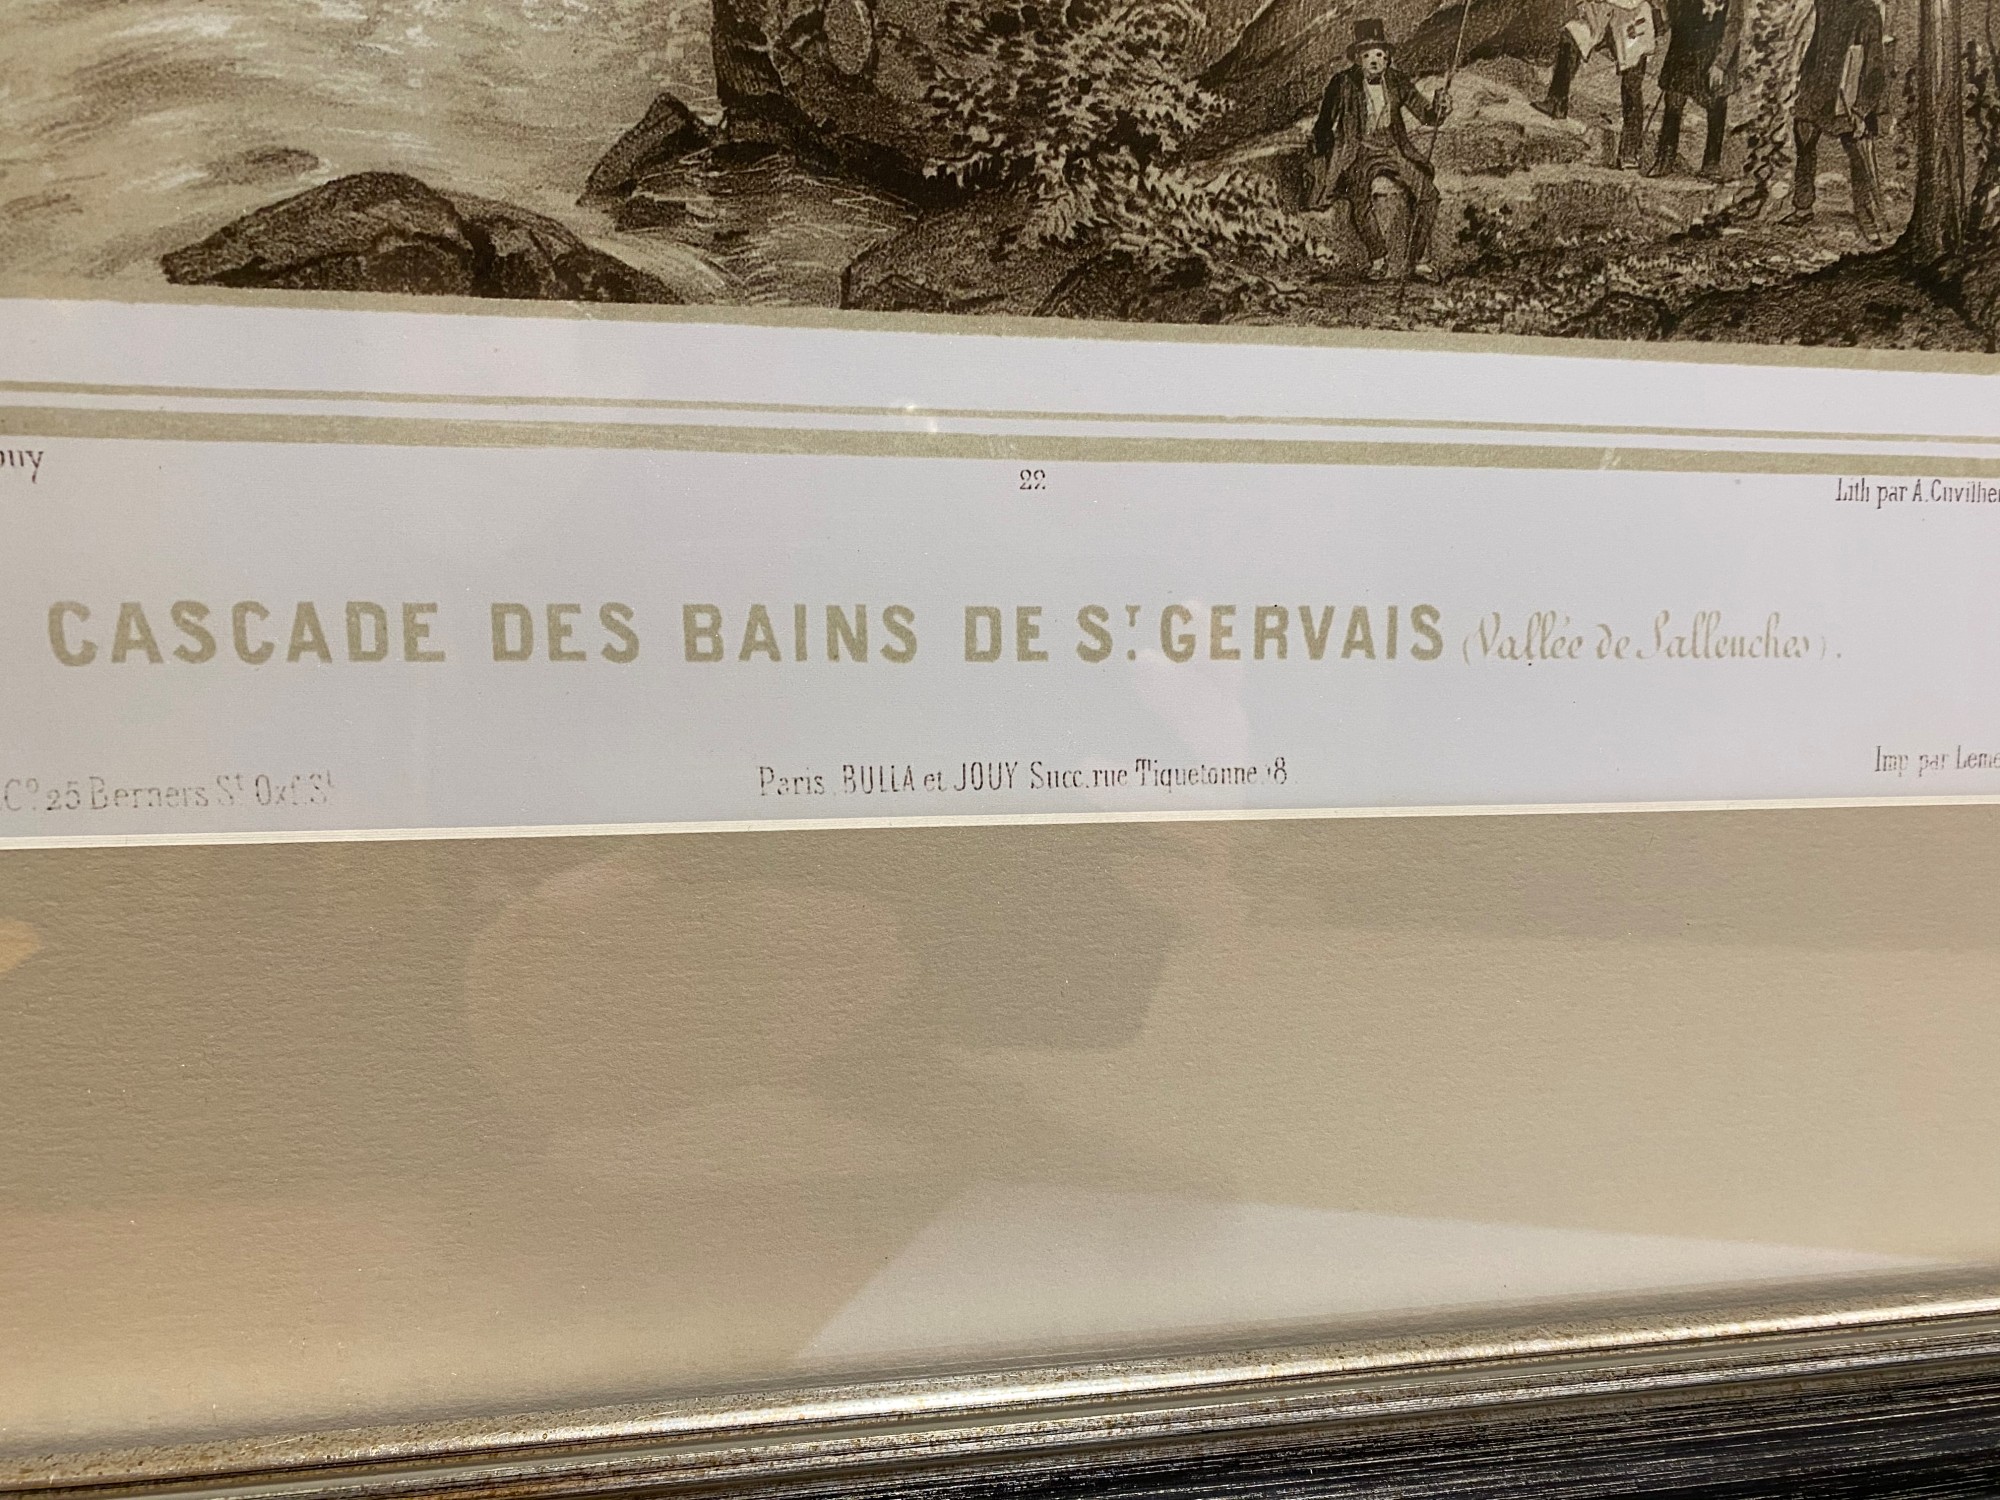 22
Lith par A. Cuvillier
CASCADE DES BAINS DE ST. GERVAIS (Vallée de Sallenches).
Co 25 Berners St Oxf. St
Paris, BULLA et JOUY Succ. rue Tiquetonne 18
Imp par Leme